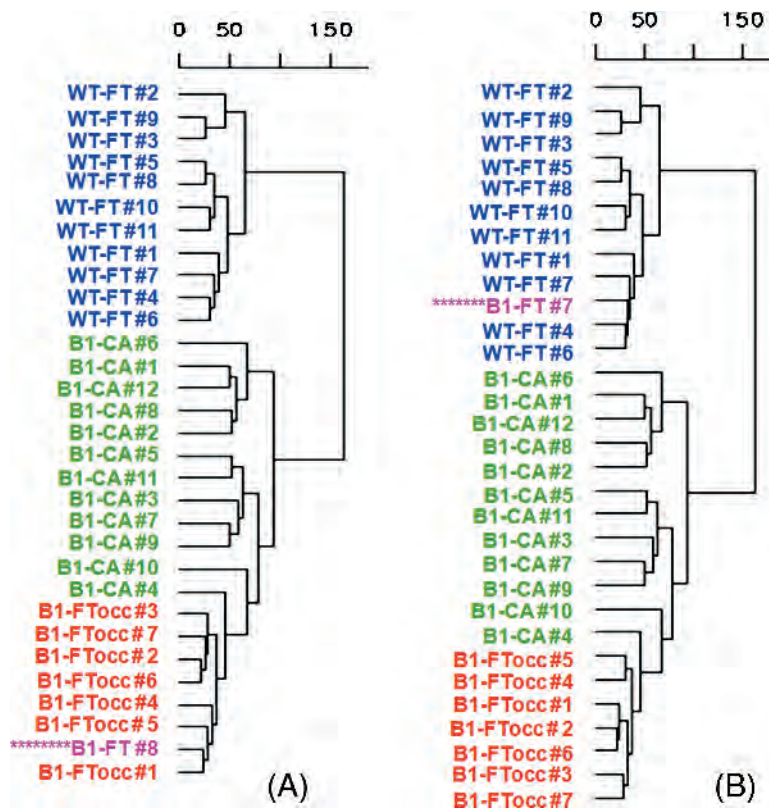 0 50 150
WT-FT#2
WT-FT#9
WT-FT#3
WT-FT#5
WT-FT#8
WT-FT#10
WT-FT#11
WT-FT#1
WT-FT#7
WT-FT#4
WT-FT#6
B1-CA#6
B1-CA#1
B1-CA#12
B1-CA#8
B1-CA#2
B1-CA#5
B1-CA#11
B1-CA#3
B1-CA#7
B1-CA#9
B1-CA#10
B1-CA#4
B1-FTocc#3
B1-FTocc#7
B1-FTocc#2
B1-FTocc#6
B1-FTocc#4
B1-FTocc#5
********B1-FT#8
B1-FTocc#1
(A)
0 50 150
WT-FT#2
WT-FT#9
WT-FT#3
WT-FT#5
WT-FT#8
WT-FT#10
WT-FT#11
WT-FT#1
WT-FT#7
*******B1-FT#7
WT-FT#4
WT-FT#6
B1-CA#6
B1-CA#1
B1-CA#12
B1-CA#8
B1-CA#2
B1-CA#5
B1-CA#11
B1-CA#3
B1-CA#7
B1-CA#9
B1-CA#10
B1-CA#4
B1-FTocc#5
B1-FTocc#4
B1-FTocc#1
B1-FTocc#2
B1-FTocc#6
B1-FTocc#3
B1-FTocc#7
(B)